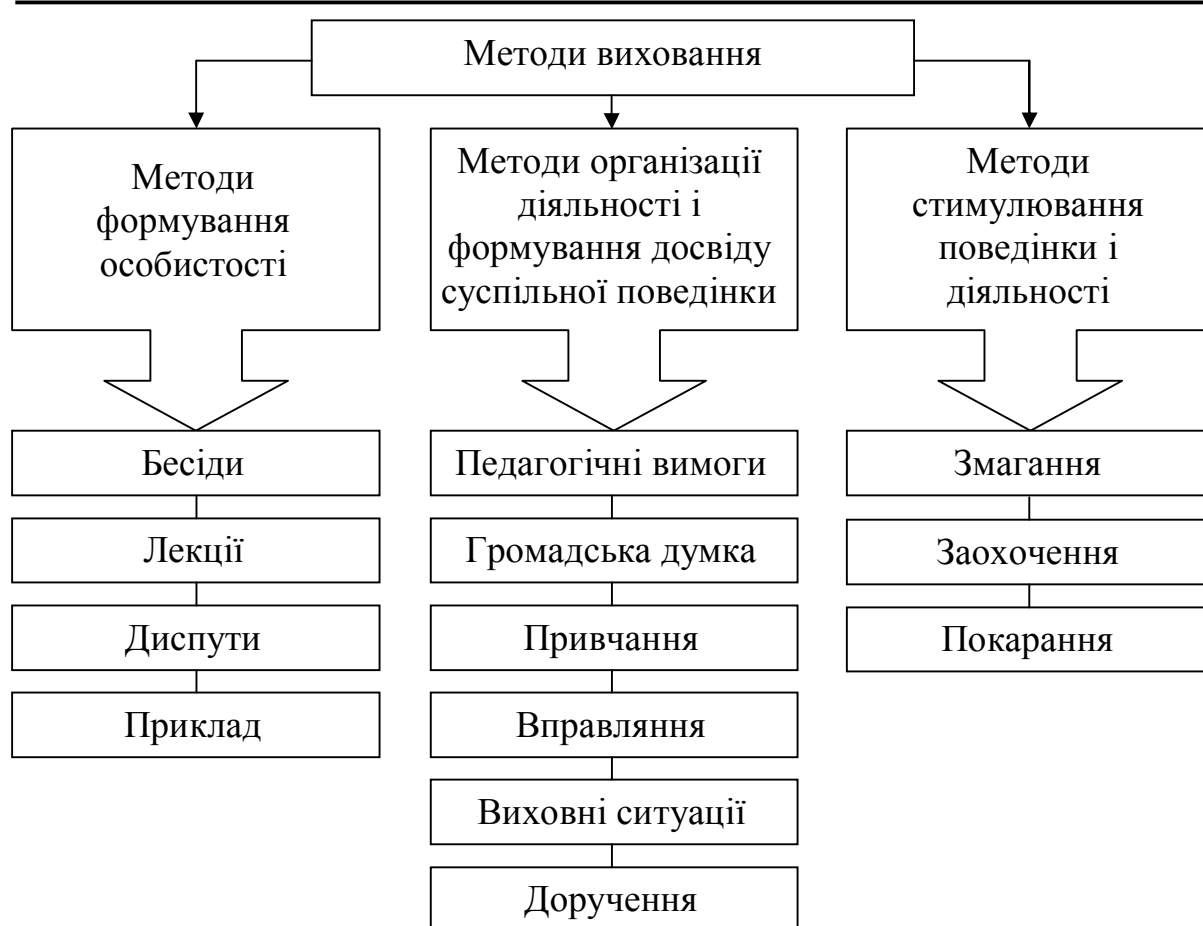 Методи виховання
Методи
формування
особистості
Методи організації
діяльності і
формування досвіду
суспільної поведінки
Методи
стимулювання
поведінки і
діяльності
Бесіди
Лекції
Диспути
Приклад
Педагогічні вимоги
Громадська думка
Привчання
Вправляння
Виховні ситуації
Доручення
Змагання
Заохочення
Покарання